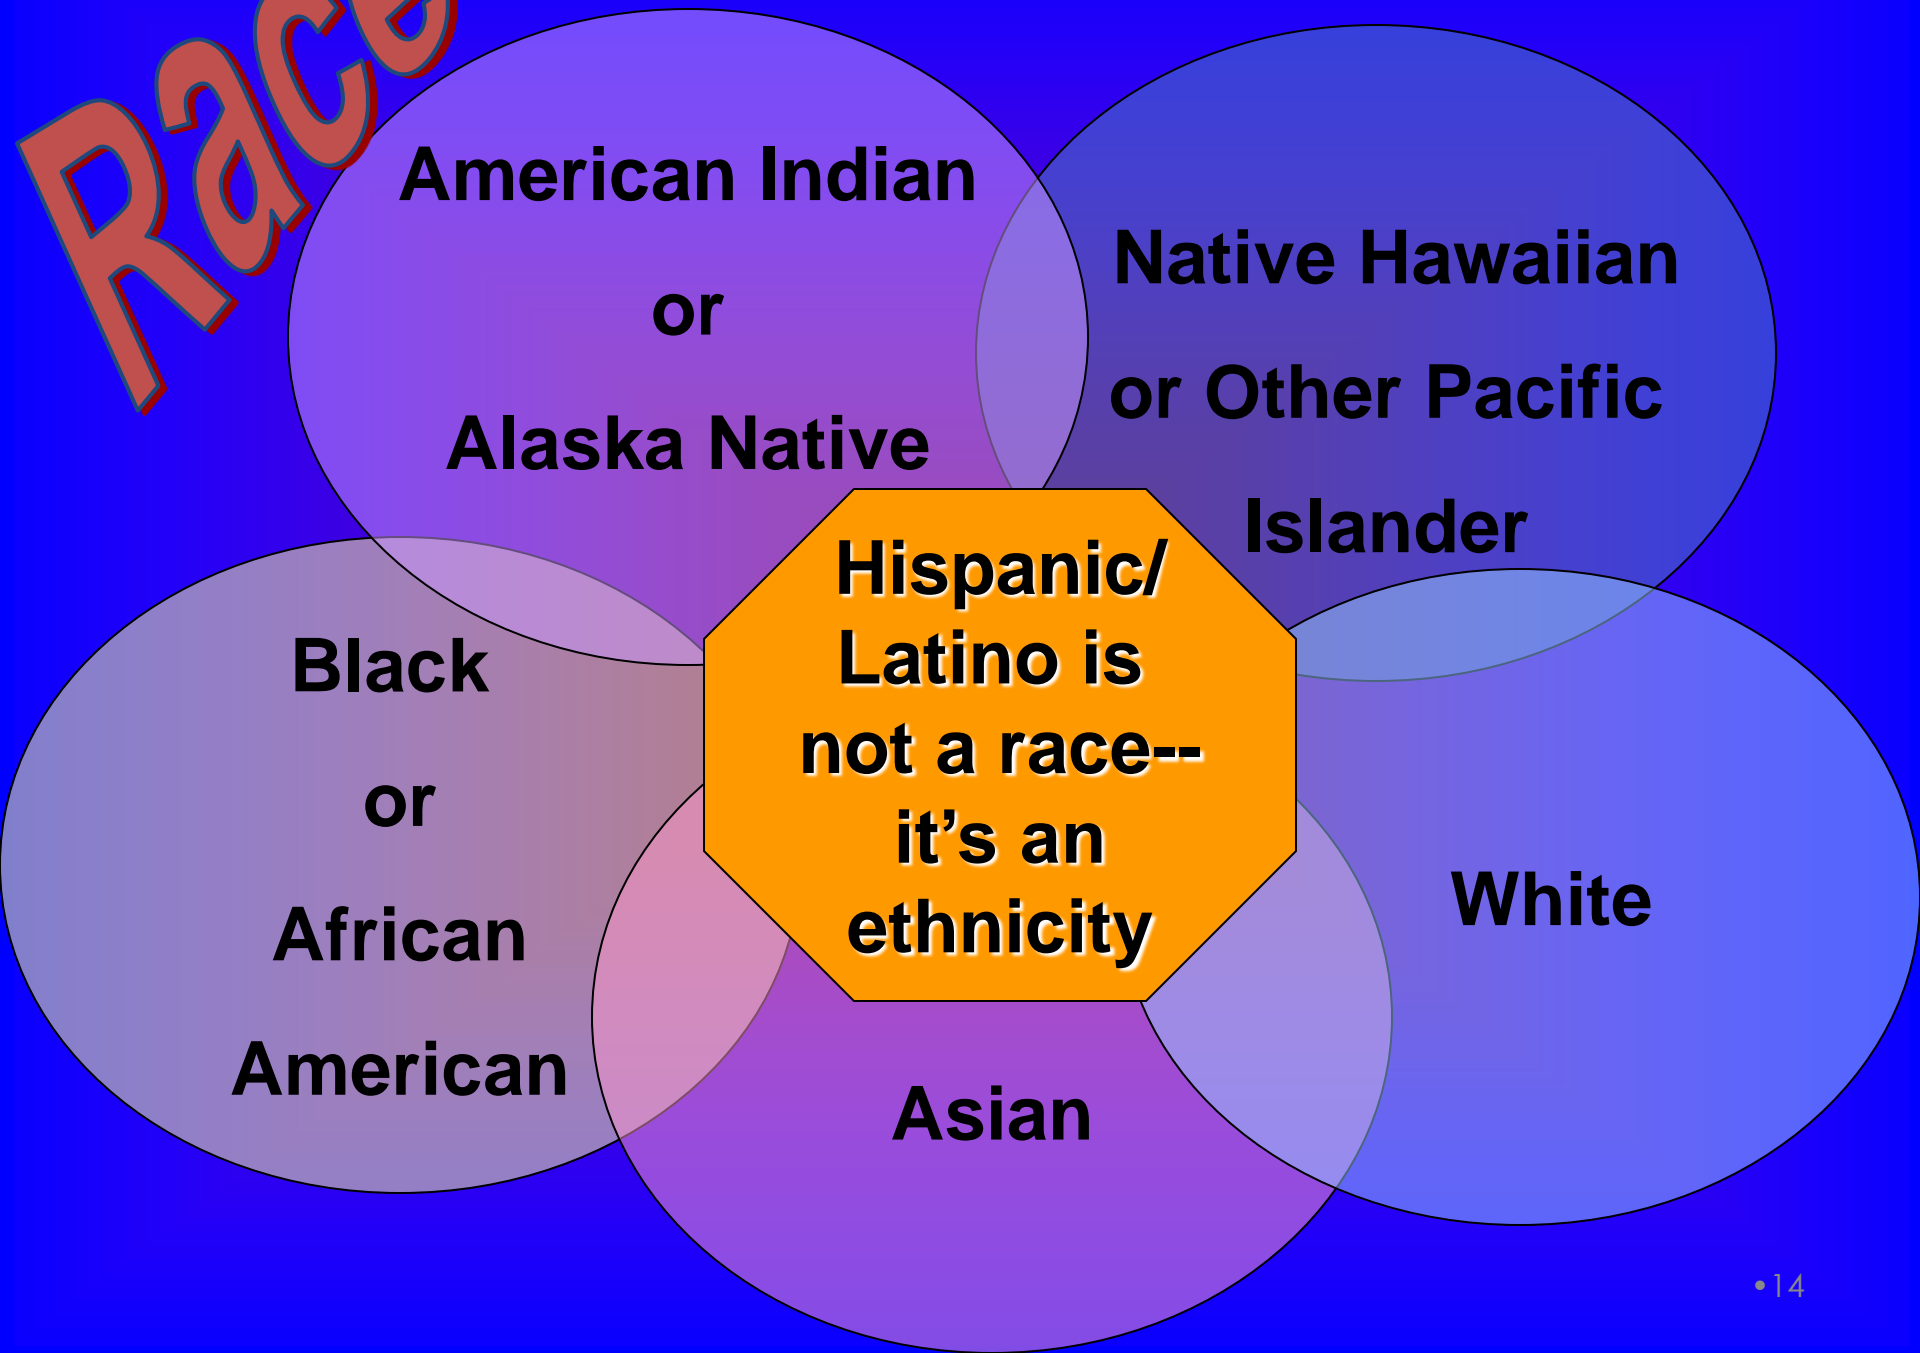 Race
American Indian
or
Alaska Native
Native Hawaiian
or Other Pacific
Islander
Hispanic/
Latino is
not a race--
it’s an
ethnicity
Black
or
African
American
White
Asian
•14